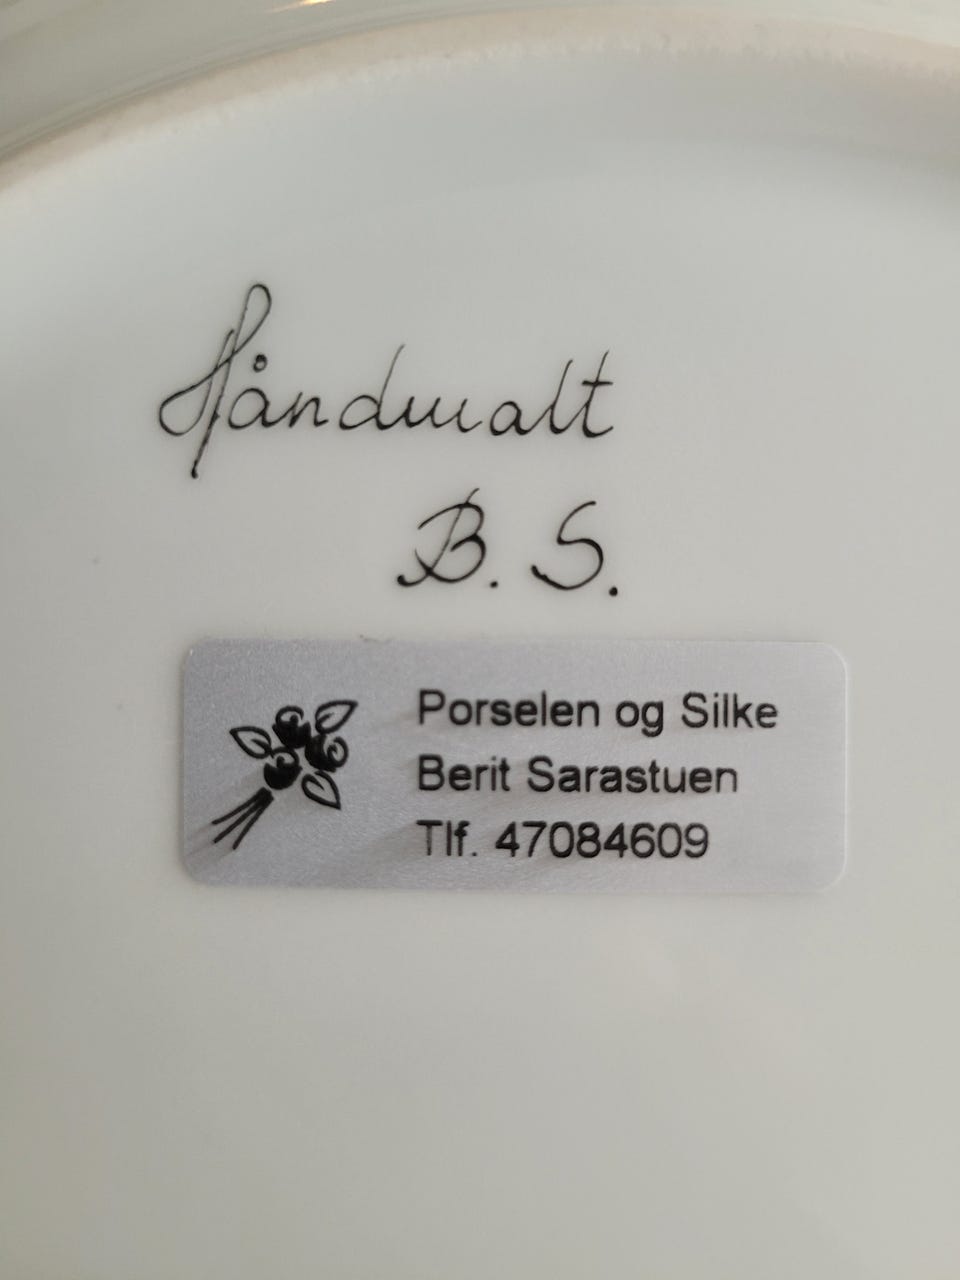 Håndmalt
B. S.
Porselen og Silke
Berit Sarastuen
Tlf. 47084609